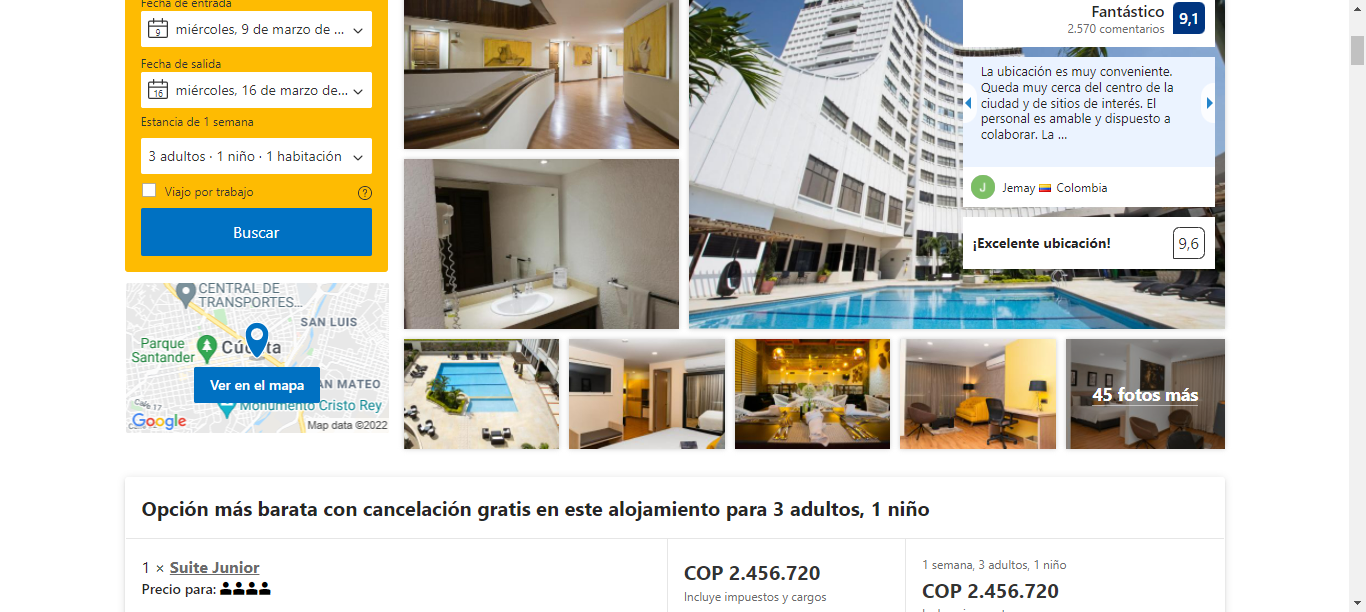 Fecha de entrada
9
miércoles, 9 de marzo de ...
Fecha de salida
16
miércoles, 16 de marzo de...
Estancia de 1 semana
3 adultos · 1 niño · 1 habitación
Viajo por trabajo
?
Buscar
CENTRAL DE
TRANSPORTES...
SAN LUIS
Parque
Santander
Ver en el mapa
AN MATEO
Monumento Cristo Rey
Calle 17
Google
Map data ©2022
Fantástico
2.570 comentarios
9,1
La ubicación es muy conveniente.
Queda muy cerca del centro de la
ciudad y de sitios de interés. El
personal es amable y dispuesto a
colaborar. La ...
J
Jemay Colombia
¡Excelente ubicación!
9,6
45 fotos más
Opción más barata con cancelación gratis en este alojamiento para 3 adultos, 1 niño
1 × Suite Junior
Precio para:
COP 2.456.720
Incluye impuestos y cargos
1 semana, 3 adultos, 1 niño
COP 2.456.720